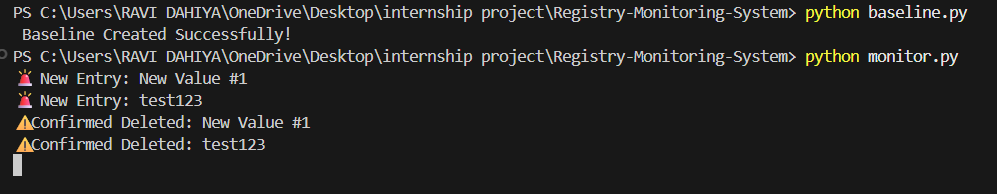 PS C:\Users\RAVI DAHIYA\OneDrive\Desktop\internship project\Registry-Monitoring-System> python baseline.py
Baseline Created Successfully!
PS C:\Users\RAVI DAHIYA\OneDrive\Desktop\internship project\Registry-Monitoring-System> python monitor.py
🚨 New Entry: New Value #1
🚨 New Entry: test123
⚠️Confirmed Deleted: New Value #1
⚠️Confirmed Deleted: test123